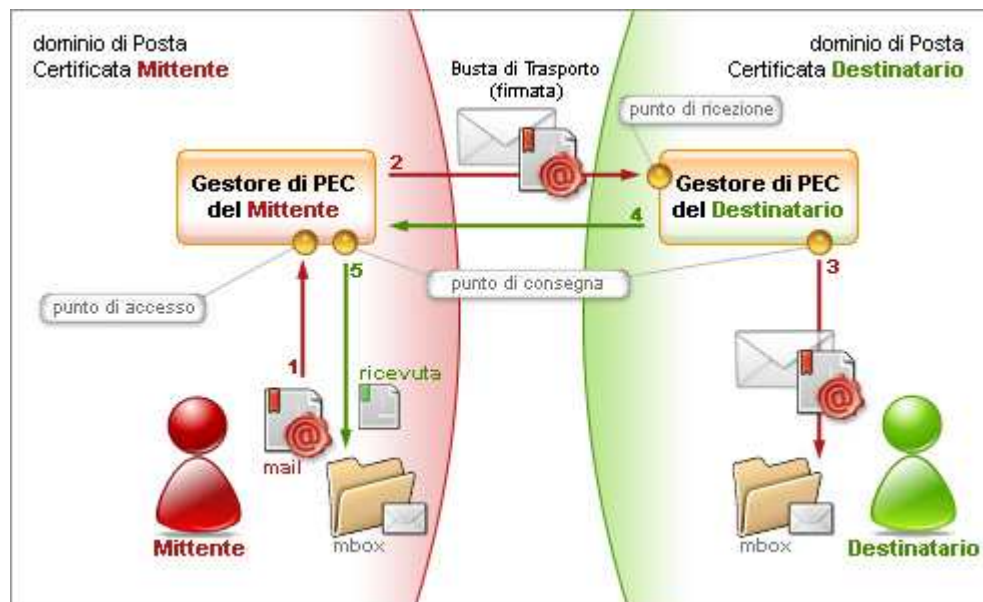 dominio di Posta
Certificata Mittente
dominio di Posta
Certificata Destinatario
Busta di Trasporto
(firmata)
punto di ricezione
2
Gestore di PEC
del Mittente
Gestore di PEC
del Destinatario
4
5
3
punto di consegna
punto di accesso
1
ricevuta
mail
mbox
mbox
Mittente
Destinatario